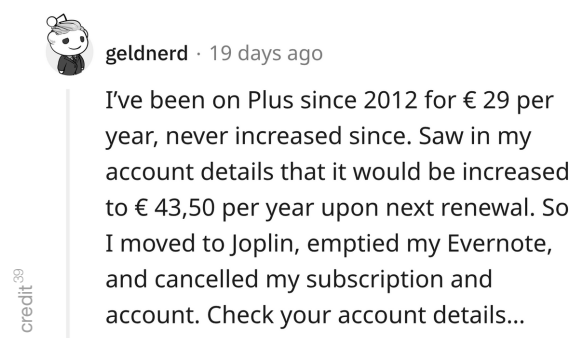 geldnerd · 19 days ago
I’ve been on Plus since 2012 for € 29 per
year, never increased since. Saw in my
account details that it would be increased
to € 43,50 per year upon next renewal. So
I moved to Joplin, emptied my Evernote,
and cancelled my subscription and
account. Check your account details...
credit39